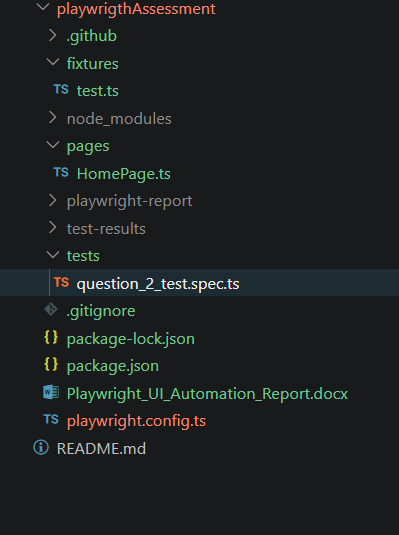 playwrigthAssessment
.github
fixtures
TS test.ts
node_modules
pages
TS HomePage.ts
playwright-report
test-results
tests
TS question_2_test.spec.ts
.gitignore
{} package-lock.json
{} package.json
Playwright_UI_Automation_Report.docx
TS playwright.config.ts
README.md